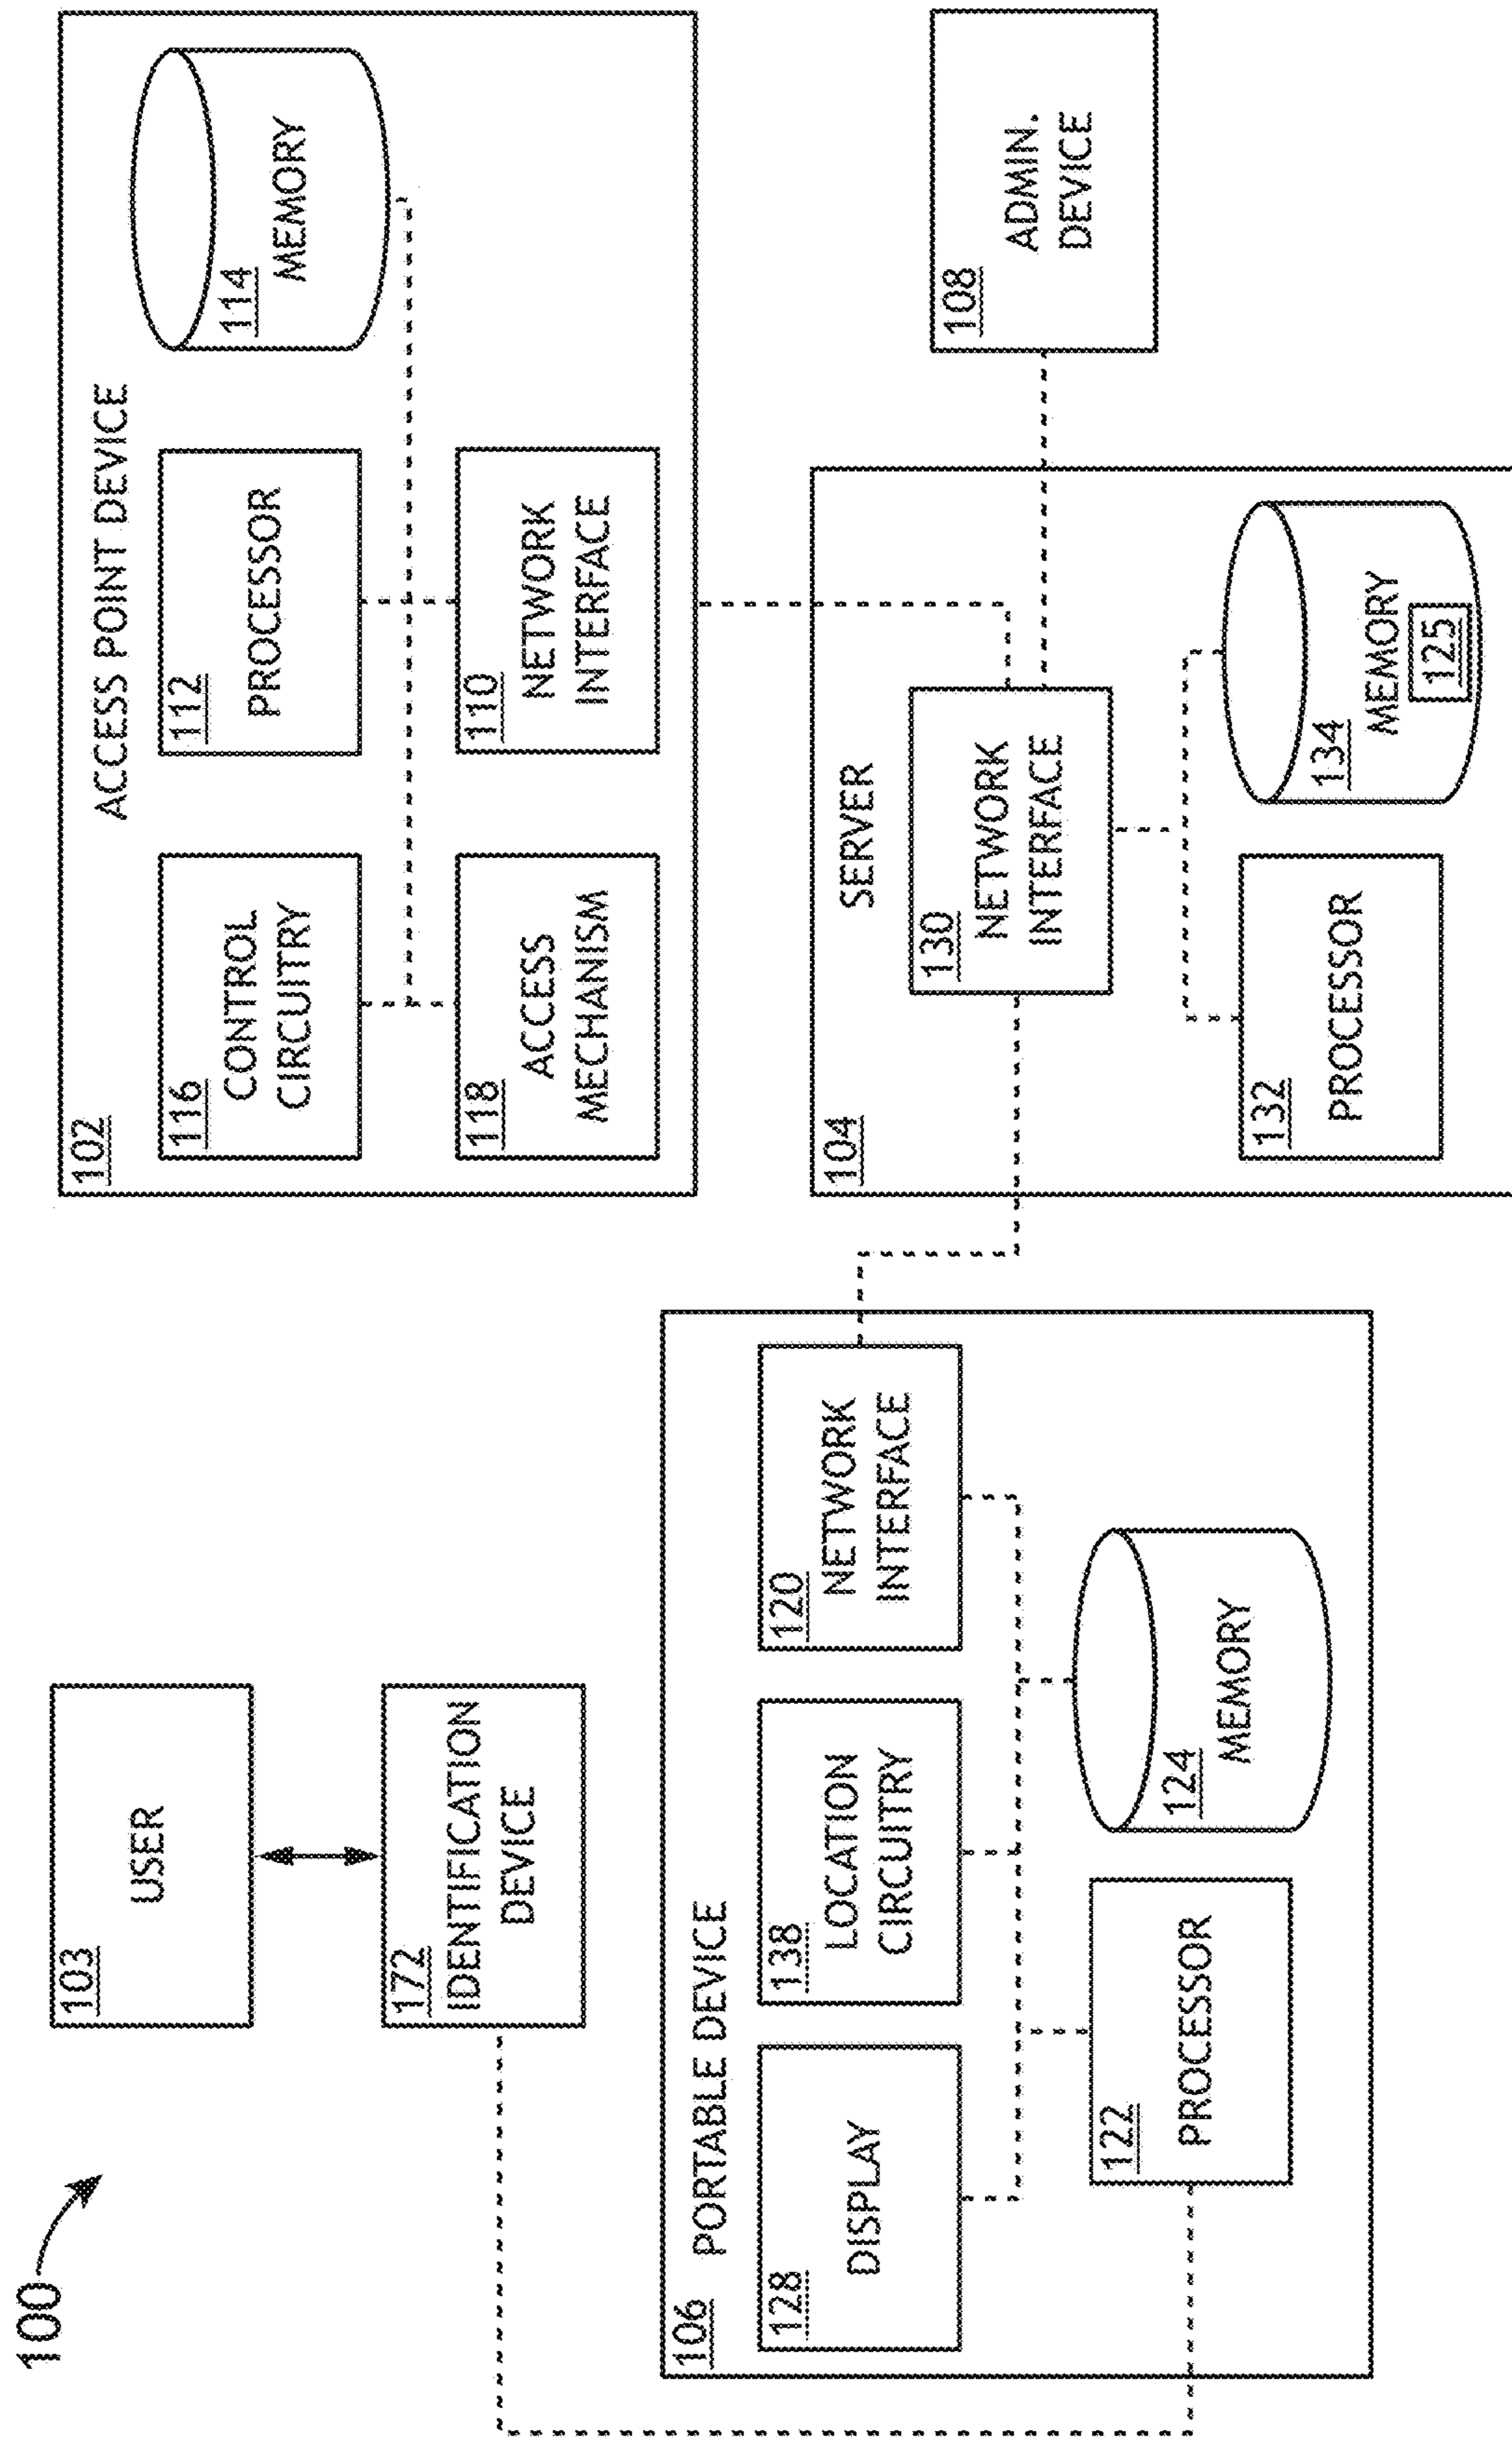 100
103
USER
172
IDENTIFICATION
DEVICE
106
PORTABLE DEVICE
128
DISPLAY
138
LOCATION
CIRCUITRY
120
NETWORK
INTERFACE
122
PROCESSOR
124
MEMORY
102
ACCESS POINT DEVICE
116
CONTROL
CIRCUITRY
112
PROCESSOR
114
MEMORY
118
ACCESS
MECHANISM
110
NETWORK
INTERFACE
104
SERVER
130
NETWORK
INTERFACE
132
PROCESSOR
134
MEMORY
125
108
ADMIN.
DEVICE